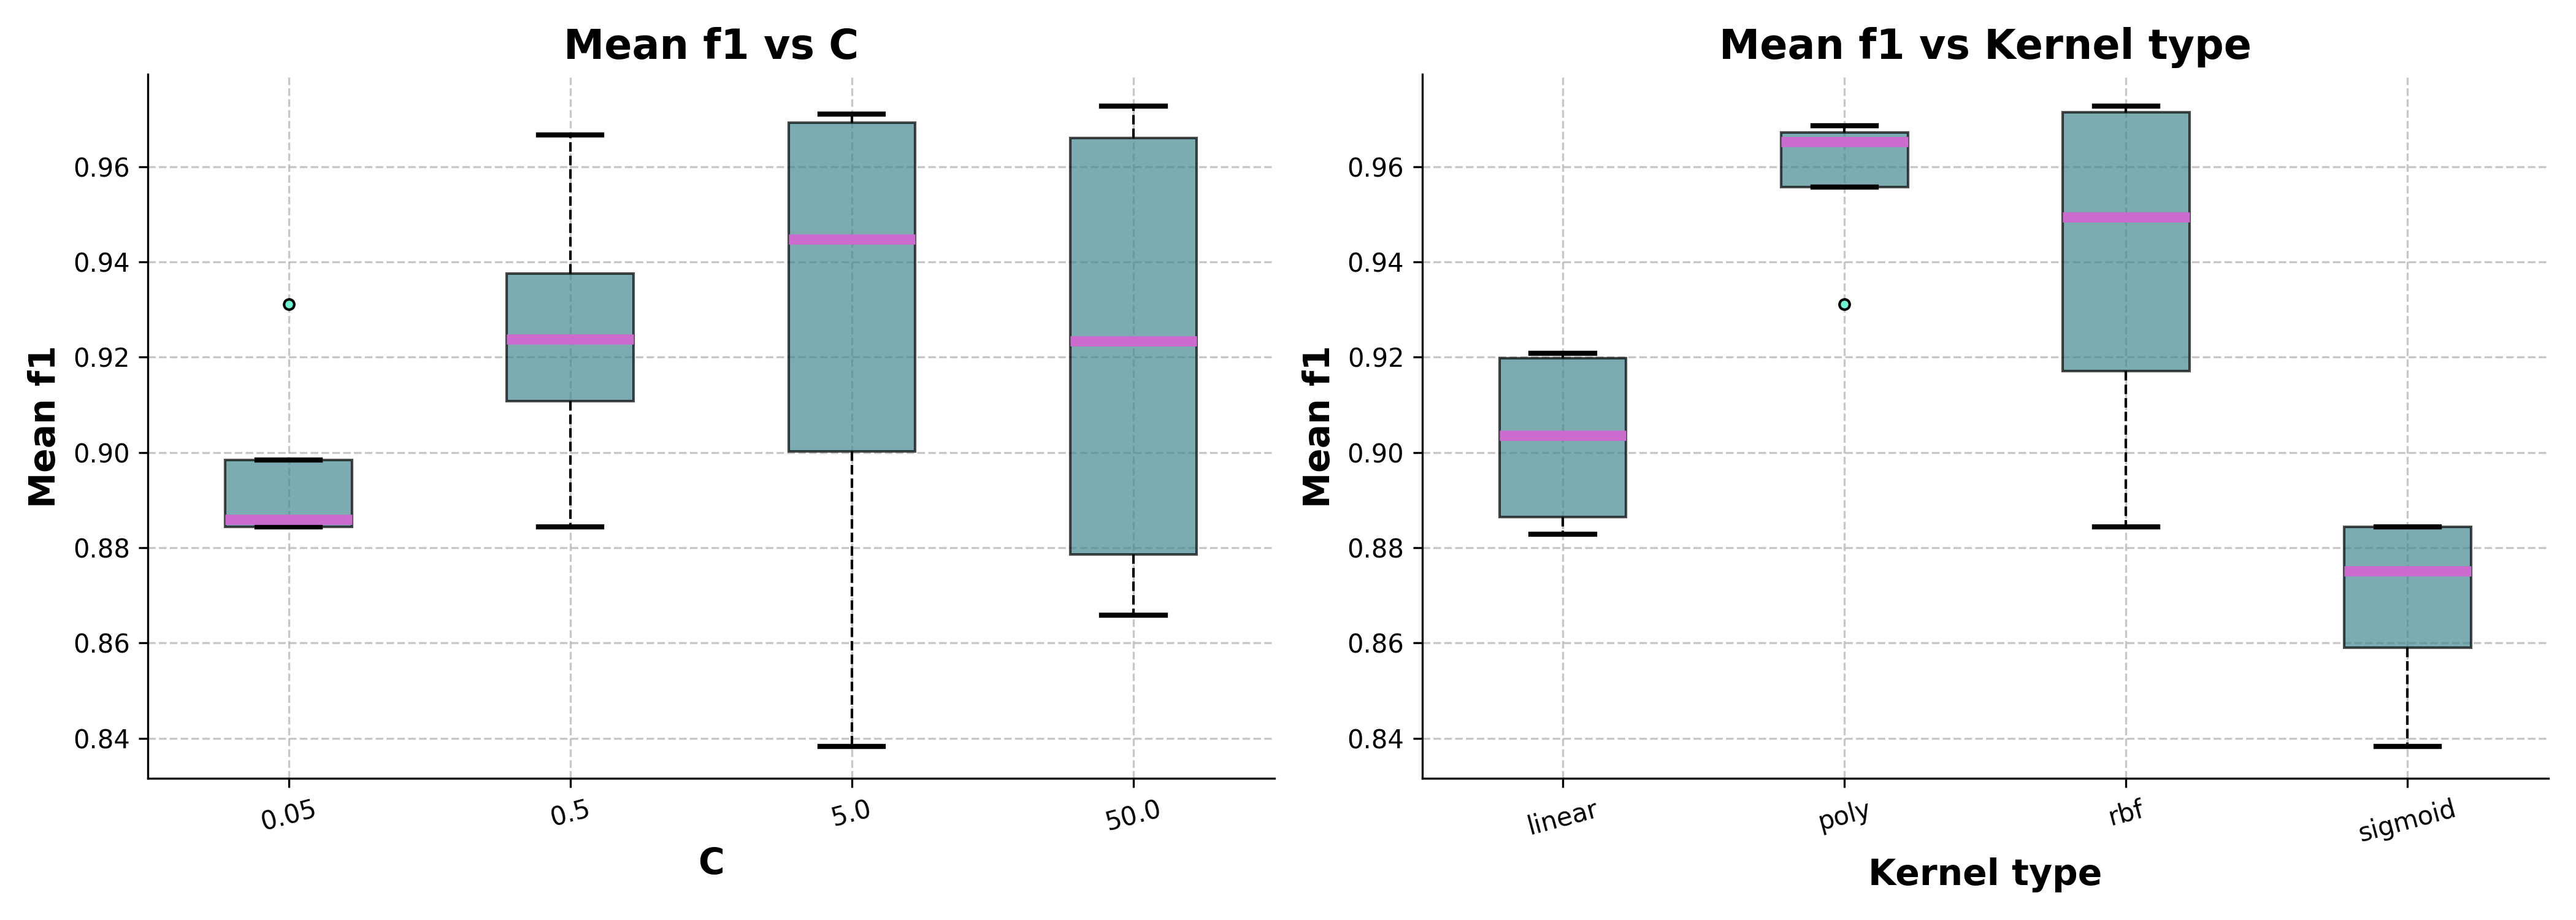 Mean f1 vs C
Mean f1
0.96
0.94
0.92
0.90
0.88
0.86
0.84
0.05
0.5
5.0
50.0
C
Mean f1 vs Kernel type
Mean f1
0.96
0.94
0.92
0.90
0.88
0.86
0.84
linear
poly
rbf
sigmoid
Kernel type